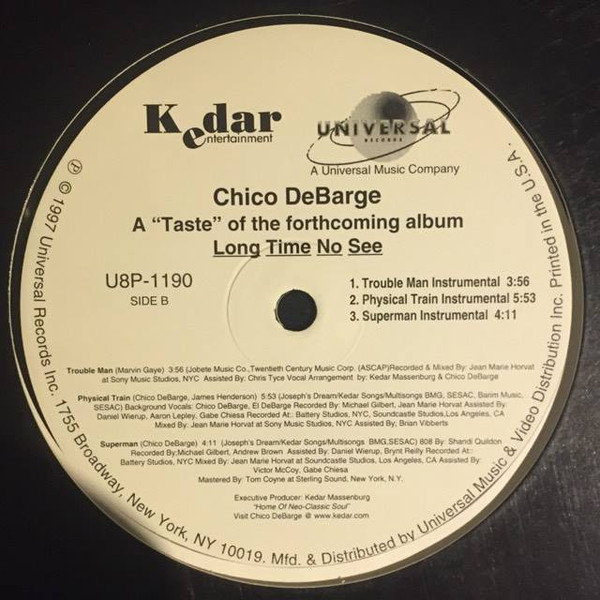 Kedar
entertainment
UNIVERSAL
RECORDS
A Universal Music Company
Chico DeBarge
A “Taste” of the forthcoming album
Long Time No See
U8P-1190
SIDE B
1. Trouble Man Instrumental 3:56
2. Physical Train Instrumental 5:53
3. Superman Instrumental 4:11
Trouble Man (Marvin Gaye) 3:56 (Jobete Music Co.,Twentieth Century Music Corp. (ASCAP)Recorded & Mixed By: Jean Marie Horvat
at Sony Music Studios, NYC Assisted By: Chris Tyce Vocal Arrangement by: Kedar Massenburg & Chico DeBarge
Physical Train (Chico DeBarge, James Henderson) 5:53 (Joseph's Dream/Kedar Songs/Multisongs BMG, SESAC, Barim Music,
SESAC) Background Vocals: Chico DeBarge, El DeBarge Recorded By: Michael Gilbert, Jean Marie Horvat Assisted By:
Daniel Wierup, Aaron Lepley, Gabe Chiesa Recorded At:: Battery Studios, NYC, Soundcastle Studios,Los Angeles, CA
Mixed By: Jean Marie Horvat at Sony Music Studios, NYC Assisted By: Brian Vibberts
Superman (Chico DeBarge) 4:11 (Joseph's Dream/Kedar Songs/Multisongs BMG,SESAC) 808 By: Shandi Quildon
Recorded By;Michael Gilbert, Andrew Brown Assisted By: Daniel Wierup, Brynt Reilly Recorded At::
Battery Studios, NYC Mixed By: Jean Marie Horvat at Soundcastle Studios, Los Angeles, CA Assisted By:
Victor McCoy, Gabe Chiesa
Mastered By: Tom Coyne at Sterling Sound, New York, N.Y.
Executive Producer: Kedar Massenburg
"Home Of Neo-Classic Soul"
Visit Chico DeBarge @ www.kedar.com
℗ © 1997 Universal Records Inc. 1755 Broadway, New York, NY 10019. Mfd. & Distributed by Universal Music & Video Distribution Inc. Printed in the U.S.A.